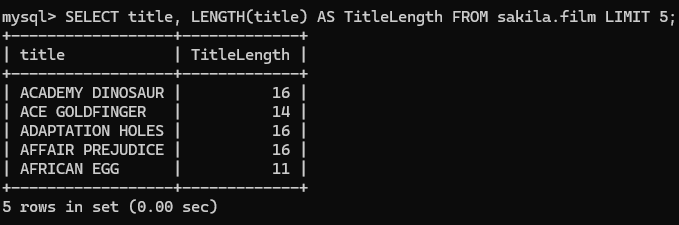 mysql> SELECT title, LENGTH(title) AS TitleLength FROM sakila.film LIMIT 5;
+------------------+-------------+
| title            | TitleLength |
+------------------+-------------+
| ACADEMY DINOSAUR |          16 |
| ACE GOLDFINGER   |          14 |
| ADAPTATION HOLES |          16 |
| AFFAIR PREJUDICE |          16 |
| AFRICAN EGG      |          11 |
+------------------+-------------+
5 rows in set (0.00 sec)